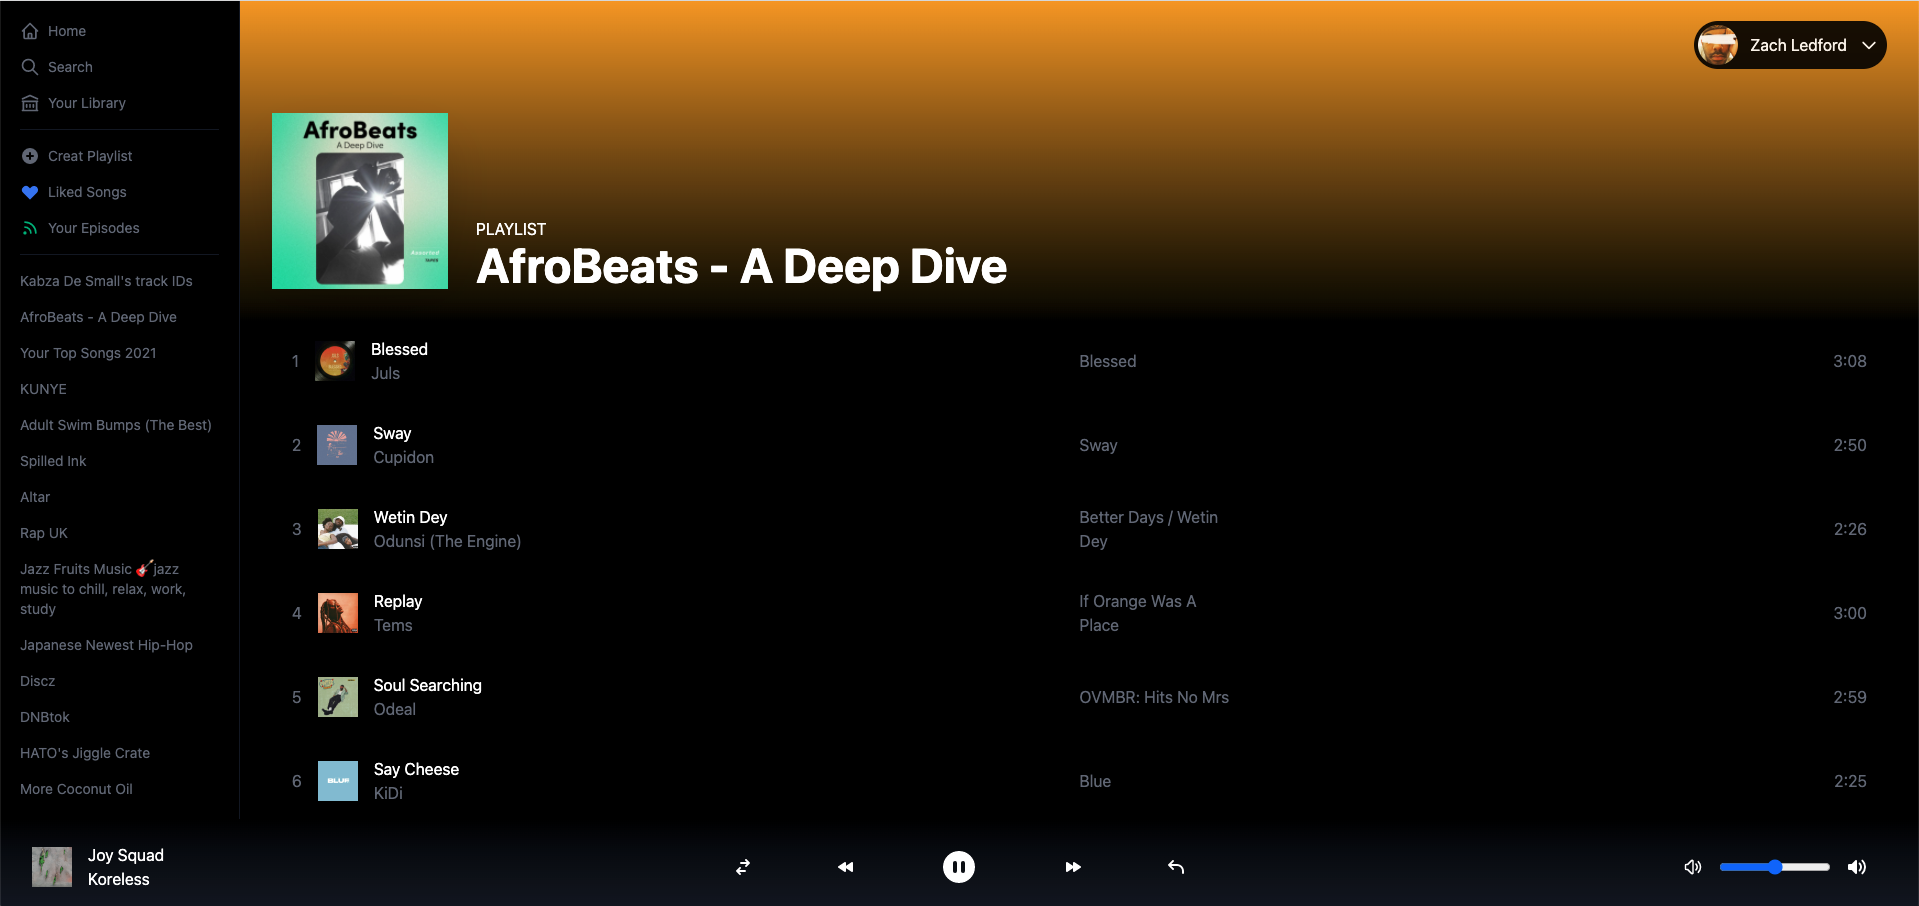 Home
Search
Your Library
Creat Playlist
Liked Songs
Your Episodes
Kabza De Small's track IDs
AfroBeats - A Deep Dive
Your Top Songs 2021
KUNYE
Adult Swim Bumps (The Best)
Spilled Ink
Altar
Rap UK
Jazz Fruits Music 🎸jazz
music to chill, relax, work,
study
Japanese Newest Hip-Hop
Discz
DNBtok
HATO's Jiggle Crate
More Coconut Oil
Zach Ledford
AfroBeats
A Deep Dive
PLAYLIST
AfroBeats - A Deep Dive
1
Blessed
Juls
Blessed
3:08
2
Sway
Cupidon
Sway
2:50
3
Wetin Dey
Odunsi (The Engine)
Better Days / Wetin
Dey
2:26
4
Replay
Tems
If Orange Was A
Place
3:00
5
Soul Searching
Odeal
OVMBR: Hits No Mrs
2:59
6
BLUE
Say Cheese
KiDi
Blue
2:25
Joy Squad
Koreless